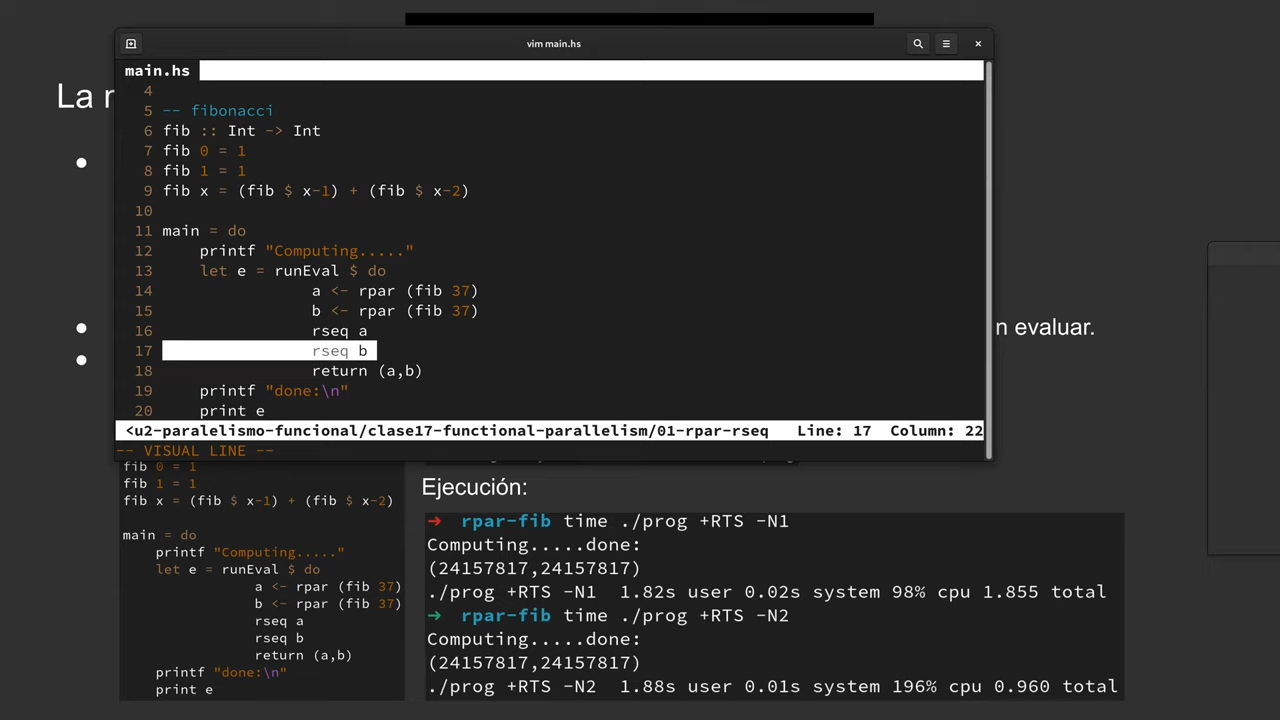 vim main.hs
main.hs
La
4
5 -- fibonacci
6 fib :: Int -> Int
7 fib 0 = 1
8 fib 1 = 1
9 fib x = (fib $ x-1) + (fib $ x-2)
10
11 main = do
12 printf "Computing....."
13 let e = runEval $ do
14 a <- rpar (fib 37)
15 b <- rpar (fib 37)
16 rseq a
17 rseq b
18 return (a,b)
19 printf "done:\n"
20 print e
<u2-paralelismo-funcional/clase17-functional-parallelism/01-rpar-rseq Line: 17 Column: 22
-- VISUAL LINE --
n evaluar.
fib 0 = 1
fib 1 = 1
fib x = (fib $ x-1) + (fib $ x-2)
main = do
printf "Computing....."
let e = runEval $ do
a <- rpar (fib 37)
b <- rpar (fib 37)
rseq a
rseq b
return (a,b)
printf "done:\n"
print e
Ejecución:
→ rpar-fib time ./prog +RTS -N1
Computing.....done:
(24157817,24157817)
./prog +RTS -N1 1.82s user 0.02s system 98% cpu 1.855 total
→ rpar-fib time ./prog +RTS -N2
Computing.....done:
(24157817,24157817)
./prog +RTS -N2 1.88s user 0.01s system 196% cpu 0.960 total